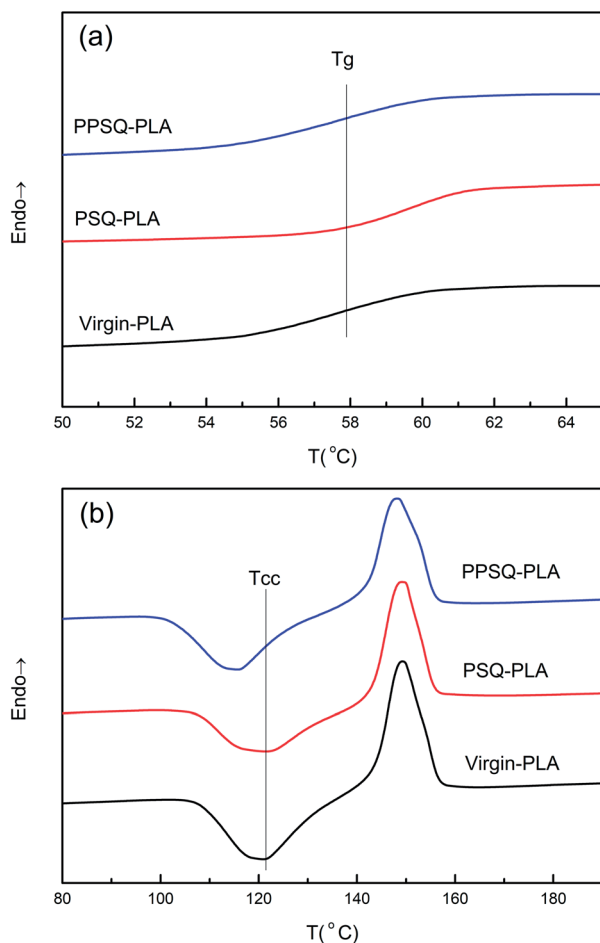 (a)
Tg
PPSQ-PLA
PSQ-PLA
Virgin-PLA
Endo→
50 52 54 56 58 60 62 64
T(°C)
(b)
Tcc
PPSQ-PLA
PSQ-PLA
Virgin-PLA
Endo→
80 100 120 140 160 180
T(°C)